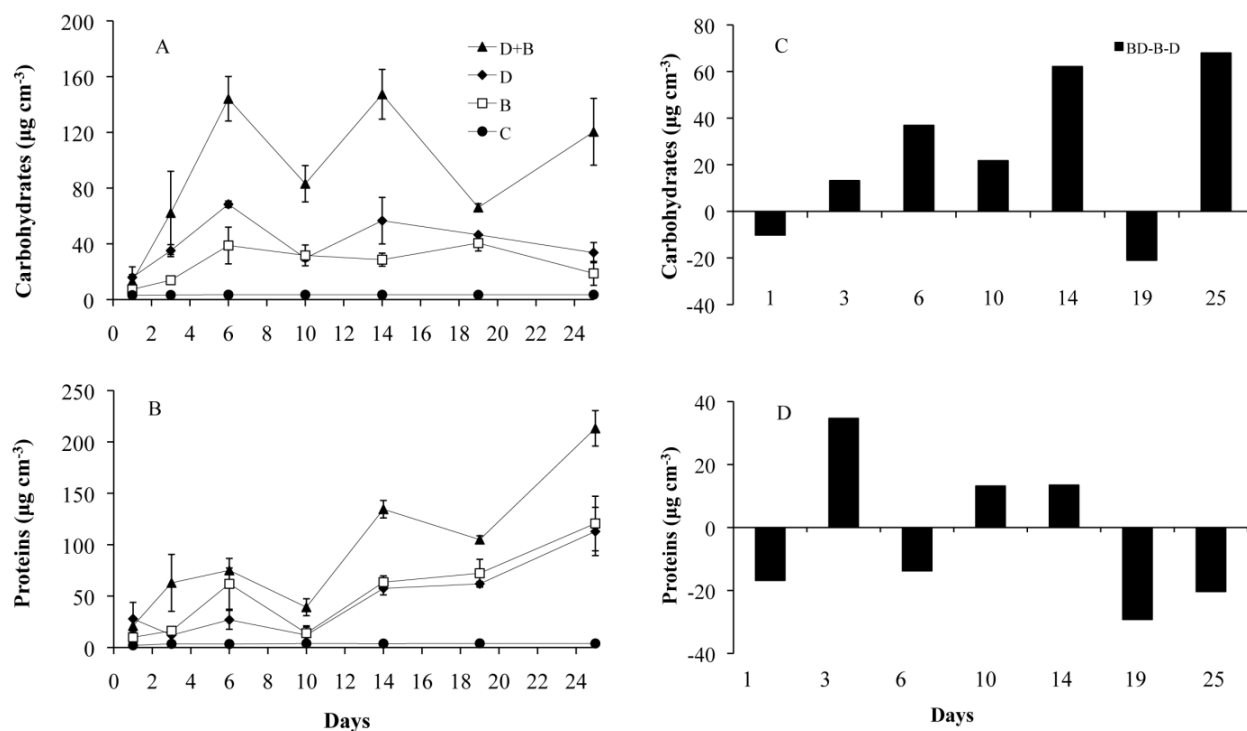 Carbohydrates (µg cm⁻³)
200
160
120
80
40
0
A
D+B
D
B
C
0 2 4 6 8 10 12 14 16 18 20 22 24
Carbohydrates (µg cm⁻³)
80
60
40
20
0
-20
-40
C
BD-B-D
1 3 6 10 14 19 25
Proteins (µg cm⁻³)
250
200
150
100
50
0
B
0 2 4 6 8 10 12 14 16 18 20 22 24
Days
Proteins (µg cm⁻³)
40
20
0
-20
-40
D
1 3 6 10 14 19 25
Days